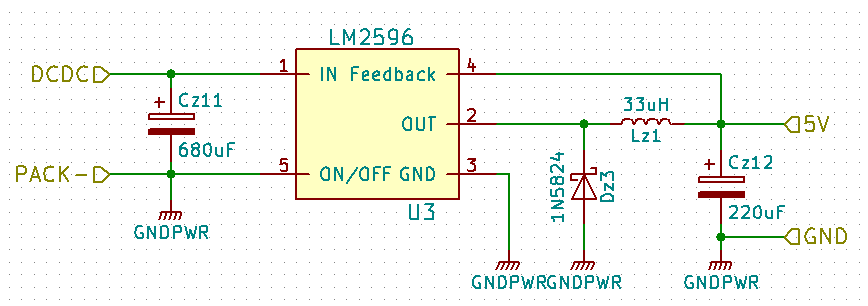 LM2596
DCDC
1
IN Feedback
4
+
Cz11
680uF
OUT
2
33uH
Lz1
5V
PACK-
5
ON/OFF GND
3
1N5824
Dz3
+
Cz12
220uF
U3
GNDPWR
GND
GNDPWR
GNDPWR
GNDPWR